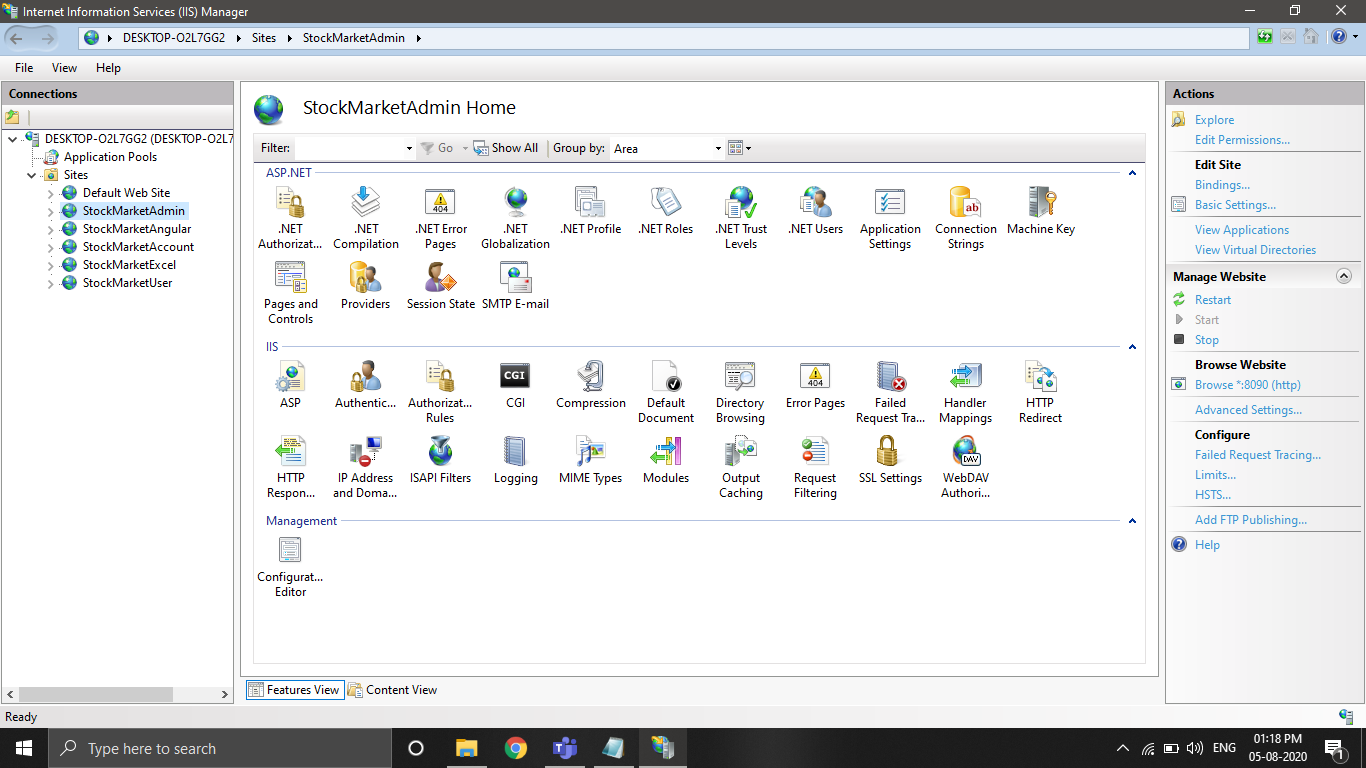 Internet Information Services (IIS) Manager
DESKTOP-O2L7GG2 Sites StockMarketAdmin
File View Help
Connections
DESKTOP-O2L7GG2 (DESKTOP-O2L7
Application Pools
Sites
Default Web Site
StockMarketAdmin
StockMarketAngular
StockMarketAccount
StockMarketExcel
StockMarketUser
StockMarketAdmin Home
Filter: Go Show All Group by: Area
ASP.NET
.NET Authorizat...
.NET Compilation
404
.NET Error Pages
.NET Globalization
.NET Profile
.NET Roles
.NET Trust Levels
.NET Users
Application Settings
ab
Connection Strings
Machine Key
Pages and Controls
Providers
Session State
SMTP E-mail
IIS
ASP
Authentic...
Authorizat... Rules
CGI
CGI
Compression
Default Document
Directory Browsing
404
Error Pages
Failed Request Tra...
Handler Mappings
HTTP Redirect
HTTP Respon...
IP Address and Doma...
ISAPI Filters
Logging
MIME Types
Modules
Output Caching
Request Filtering
SSL Settings
DAV
WebDAV Authori...
Management
Configurat... Editor
Features View
Content View
Actions
Explore
Edit Permissions...
Edit Site
Bindings...
Basic Settings...
View Applications
View Virtual Directories
Manage Website
Restart
Start
Stop
Browse Website
Browse *:8090 (http)
Advanced Settings...
Configure
Failed Request Tracing...
Limits...
HSTS...
Add FTP Publishing...
Help
Ready
Type here to search
ENG
01:18 PM
05-08-2020
1